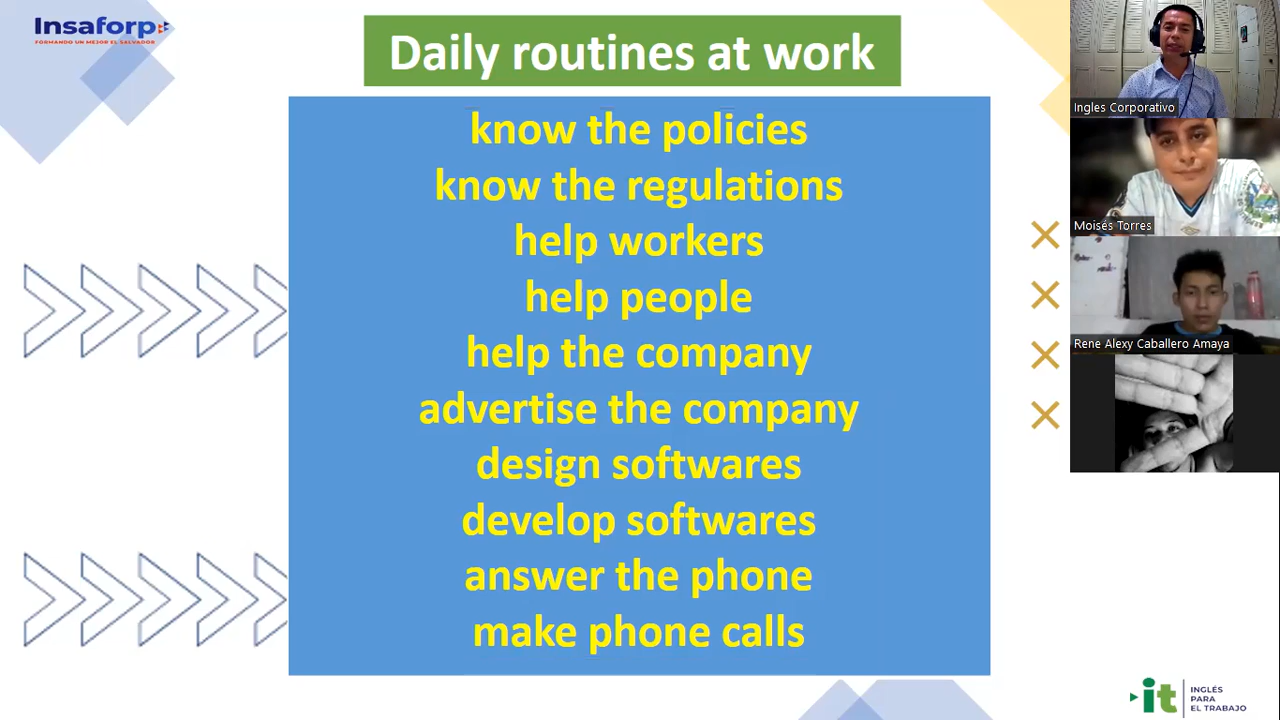 Insaforp
FORMANDO UN MEJOR EL SALVADOR
Daily routines at work
know the policies
know the regulations
help workers
help people
help the company
advertise the company
design softwares
develop softwares
answer the phone
make phone calls
Ingles Corporativo
Moisés Torres
Rene Alexy Caballero Amaya
it
INGLÉS
PARA
EL TRABAJO